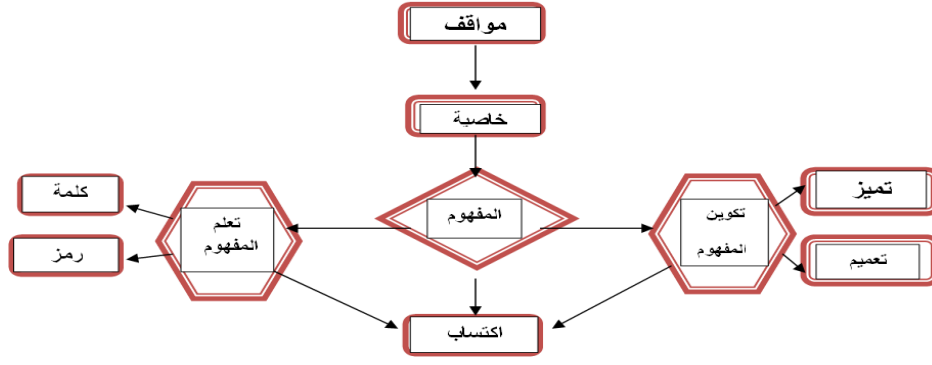 مواقف
خاصية
تميز
كلمة
المفهوم
تكوين
المفهوم
تعلم
المفهوم
رمز
تعميم
اكتساب